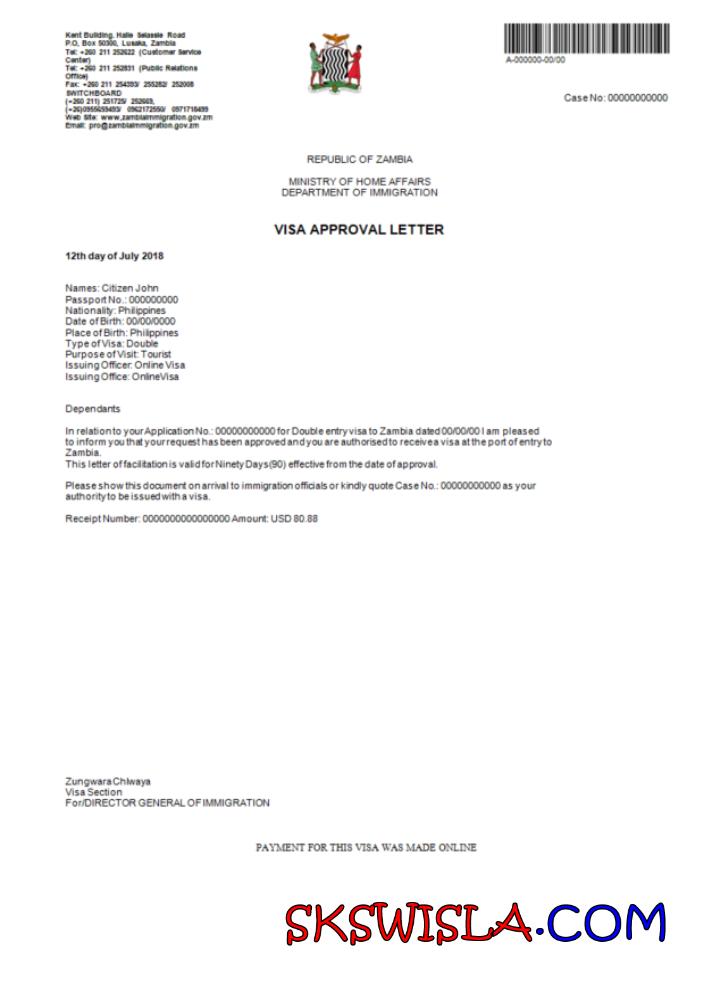 Kent Building, Haile Selassie Road
P.O, Box 50300, Lusaka, Zambia
Tel: +260 211 252622 (Customer Service
Center)
Tel: +260 211 252831 (Public Relations
Office)
Fax: +260 211 254393/ 255282/ 252008
SWITCHBOARD
(+260 211) 251725/ 252669,
(+26)0955659493/ 0962172550/ 0971718499
Web Site: www.zambiaimmigration.gov.zm
Email: pro@zambiaimmigration.gov.zm
A-000000-00/00
Case No: 00000000000
REPUBLIC OF ZAMBIA
MINISTRY OF HOME AFFAIRS
DEPARTMENT OF IMMIGRATION
VISA APPROVAL LETTER
12th day of July 2018
Names: Citizen John
Passport No.: 000000000
Nationality: Philippines
Date of Birth: 00/00/0000
Place of Birth: Philippines
Type of Visa: Double
Purpose of Visit: Tourist
Issuing Officer: Online Visa
Issuing Office: OnlineVisa
Dependants
In relation to your Application No.: 00000000000 for Double entry visa to Zambia dated 00/00/00 I am pleased
to inform you that your request has been approved and you are authorised to receive a visa at the port of entry to
Zambia.
This letter of facilitation is valid for Ninety Days(90) effective from the date of approval.
Please show this document on arrival to immigration officials or kindly quote Case No.: 00000000000 as your
authority to be issued with a visa.
Receipt Number: 0000000000000000 Amount: USD 80.88
Zungwara Chiwaya
Visa Section
For/DIRECTOR GENERAL OF IMMIGRATION
PAYMENT FOR THIS VISA WAS MADE ONLINE
SKSWISLA.COM